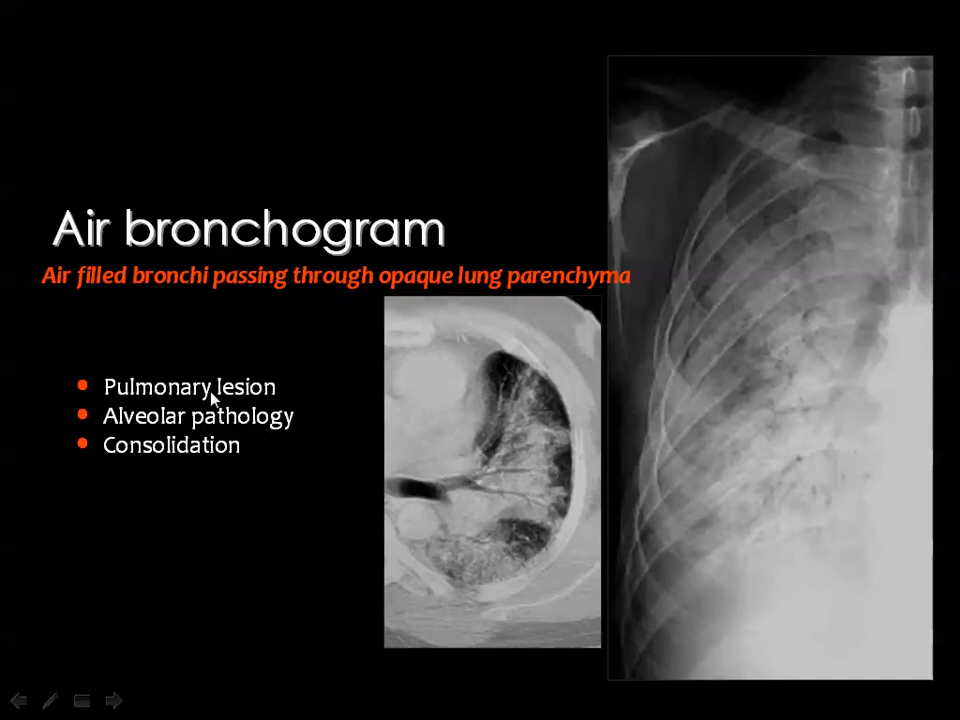 Air bronchogram
Air filled bronchi passing through opaque lung parenchyma
Pulmonary lesion
Alveolar pathology
Consolidation